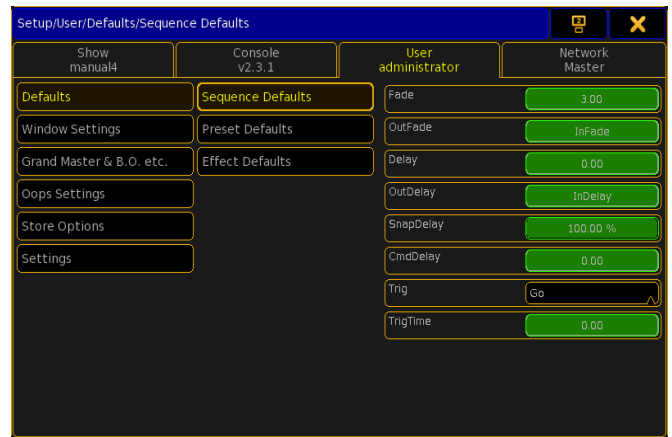 Setup/User/Defaults/Sequence Defaults
2
Show
manual4
Console
v2.3.1
User
administrator
Network
Master
Defaults
Window Settings
Grand Master & B.O. etc.
Oops Settings
Store Options
Settings
Sequence Defaults
Preset Defaults
Effect Defaults
Fade 3.00
OutFade InFade
Delay 0.00
OutDelay InDelay
SnapDelay 100.00 %
CmdDelay 0.00
Trig Go
TrigTime 0.00